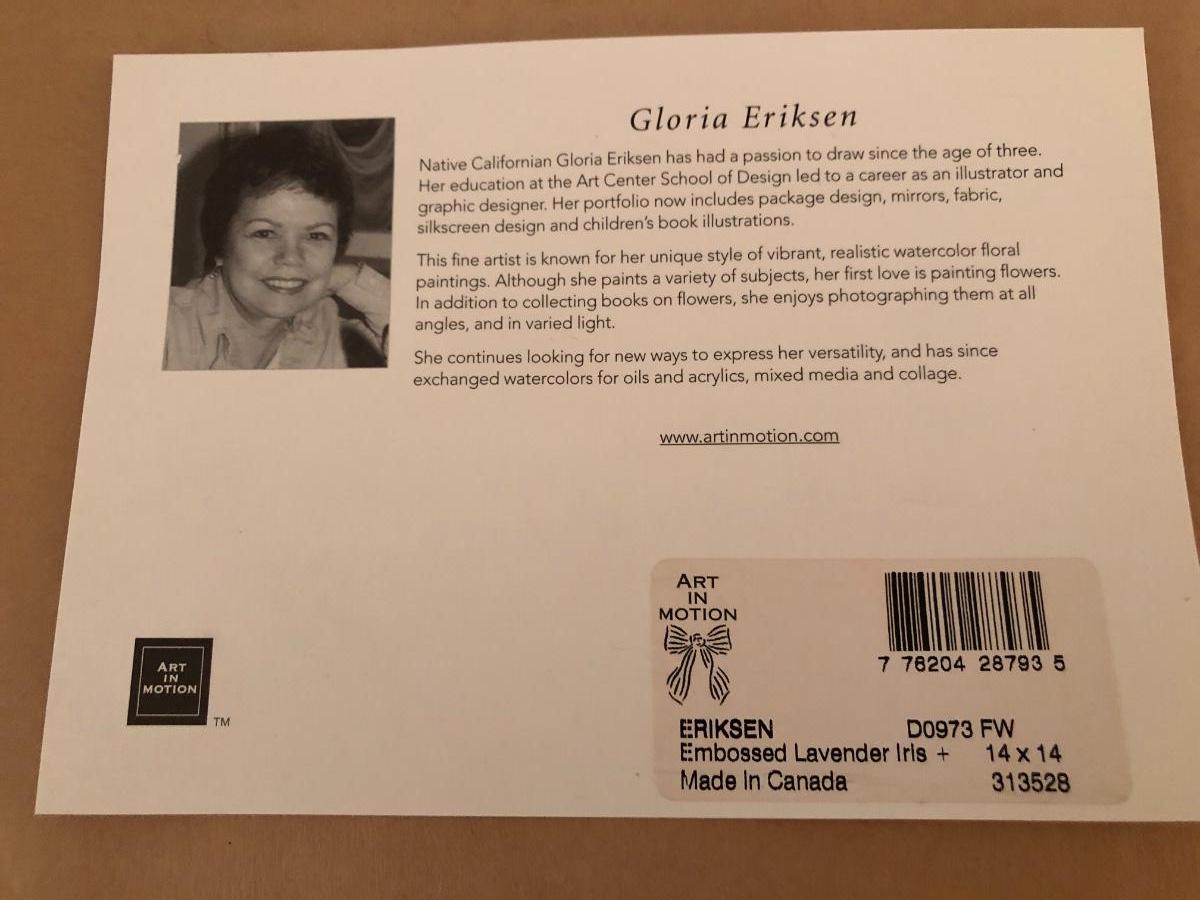 Gloria Eriksen
Native Californian Gloria Eriksen has had a passion to draw since the age of three.
Her education at the Art Center School of Design led to a career as an illustrator and
graphic designer. Her portfolio now includes package design, mirrors, fabric,
silkscreen design and children's book illustrations.
This fine artist is known for her unique style of vibrant, realistic watercolor floral
paintings. Although she paints a variety of subjects, her first love is painting flowers.
In addition to collecting books on flowers, she enjoys photographing them at all
angles, and in varied light.
She continues looking for new ways to express her versatility, and has since
exchanged watercolors for oils and acrylics, mixed media and collage.
www.artinmotion.com
ART
IN
MOTION
TM
ART
IN
MOTION
7 76204 28793 5
ERIKSEN D0973 FW
Embossed Lavender Iris + 14 x 14
Made In Canada 313528